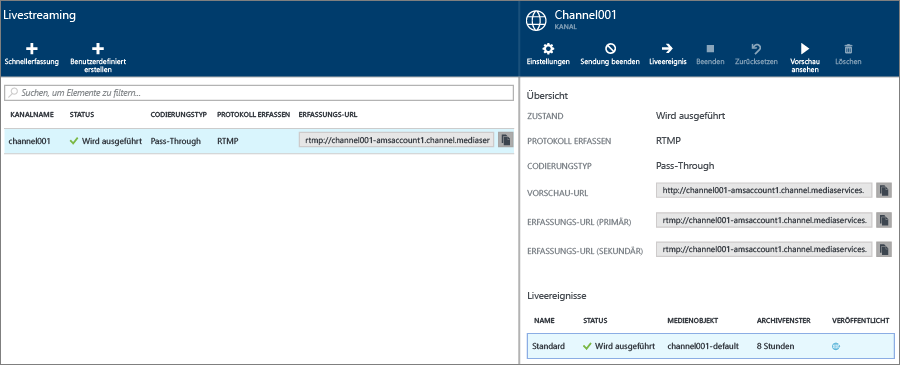 Livestreaming
Schnellerfassung
Benutzerdefiniert
erstellen
Suchen, um Elemente zu filtern...
KANALNAME STATUS CODIERUNGSTYP PROTOKOLL ERFASSEN ERFASSUNGS-URL
channel001 Wird ausgeführt Pass-Through RTMP rtmp://channel001-amsaccount1.channel.mediaser
Channel001
KANAL
Einstellungen Sendung beenden Liveereignis Beenden Zurücksetzen Vorschau
ansehen Löschen
Übersicht
ZUSTAND Wird ausgeführt
PROTOKOLL ERFASSEN RTMP
CODIERUNGSTYP Pass-Through
VORSCHAU-URL http://channel001-amsaccount1.channel.mediaservices.
ERFASSUNGS-URL (PRIMÄR) rtmp://channel001-amsaccount1.channel.mediaservices.
ERFASSUNGS-URL (SEKUNDÄR) rtmp://channel001-amsaccount1.channel.mediaservices.
Liveereignisse
NAME STATUS MEDIENOBJEKT ARCHIVFENSTER VERÖFFENTLICHT
Standard Wird ausgeführt channel001-default 8 Stunden